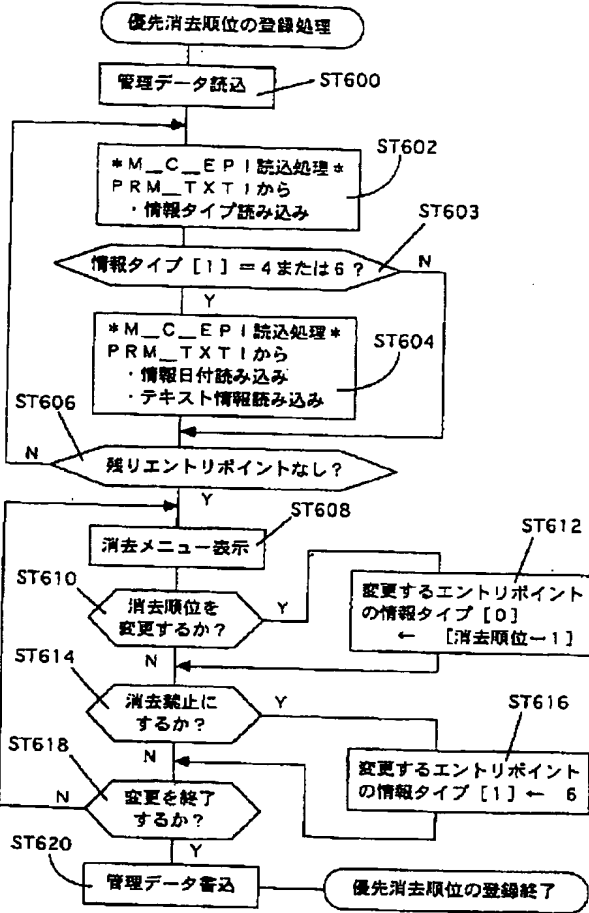 優先消去順位の登録処理
管理データ読込
ST600
*M_C_EPI読込処理*
PRM_TXTIから
・情報タイプ読み込み
ST602
ST603
情報タイプ[1]=4または6?
N
Y
*M_C_EPI読込処理*
PRM_TXTIから
・情報日付読み込み
・テキスト情報読み込み
ST604
ST606
残りエントリポイントなし?
N
Y
ST608
消去メニュー表示
ST610
消去順位を
変更するか?
Y
N
ST612
変更するエントリポイント
の情報タイプ[0]
← [消去順位-1]
ST614
消去禁止に
するか?
Y
N
ST616
変更するエントリポイント
の情報タイプ[1]← 6
ST618
変更を終了
するか?
N
Y
ST620
管理データ書込
優先消去順位の登録終了